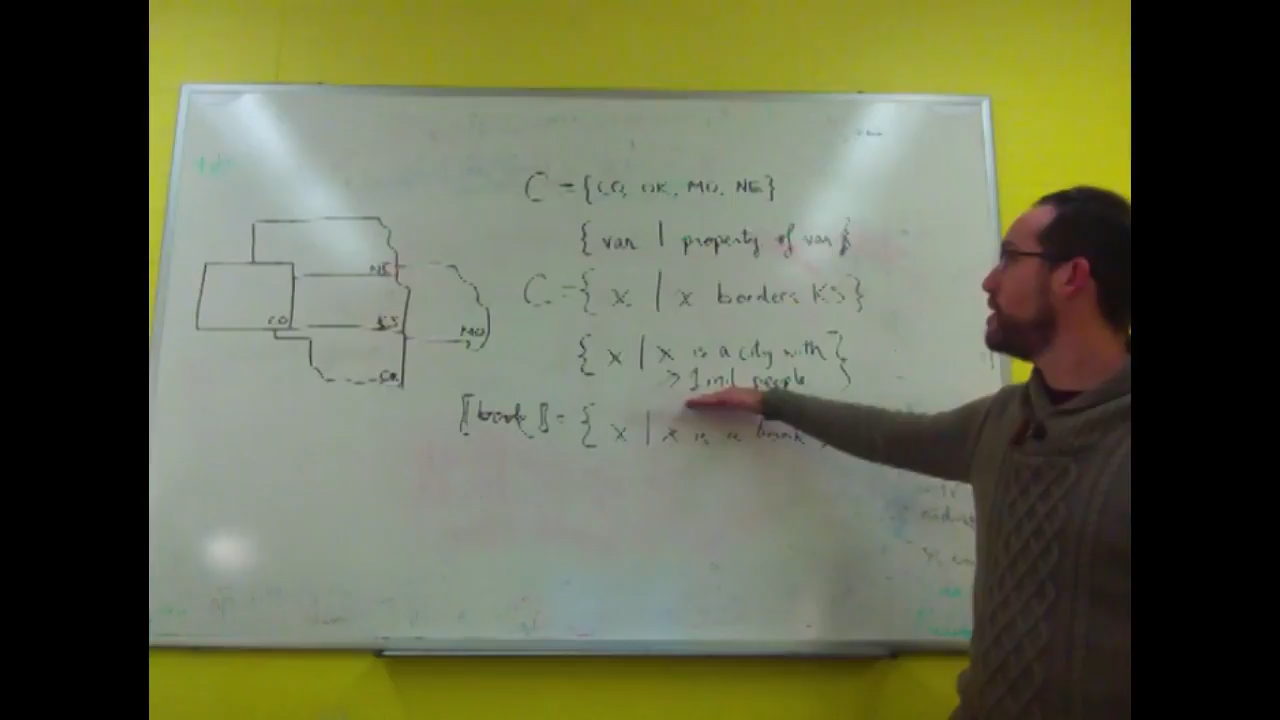 C = {CO, OK, MO, NE}
{ var | property of var }
C = { x | x borders KS }
{ x | x is a city with
> 1 mil people }
⟦book⟧ = { x | x is a book }
NE
CO
KS
MO
OK